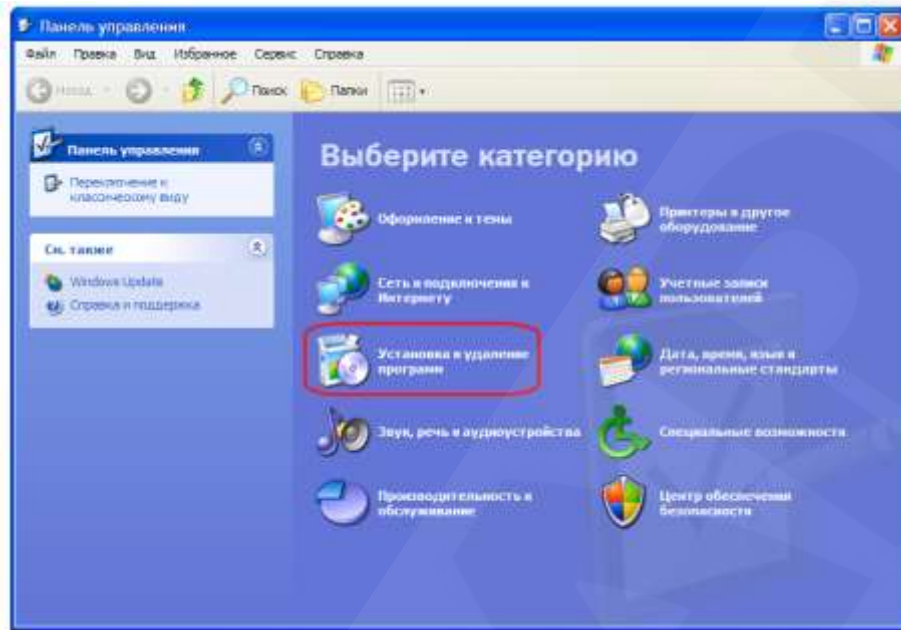 Панель управления
Файл Правка Вид Избранное Сервис Справка
Назад Поиск Папки
Панель управления
Переключение к
классическому виду
См. также
Windows Update
Справка и поддержка
Выберите категорию
Оформление и темы
Принтеры и другое
оборудование
Сеть и подключения к
Интернету
Учетные записи
пользователей
Установка и удаление
программ
Дата, время, язык и
региональные стандарты
Звук, речь и аудиоустройства
Специальные возможности
Производительность и
обслуживание
Центр обеспечения
безопасности